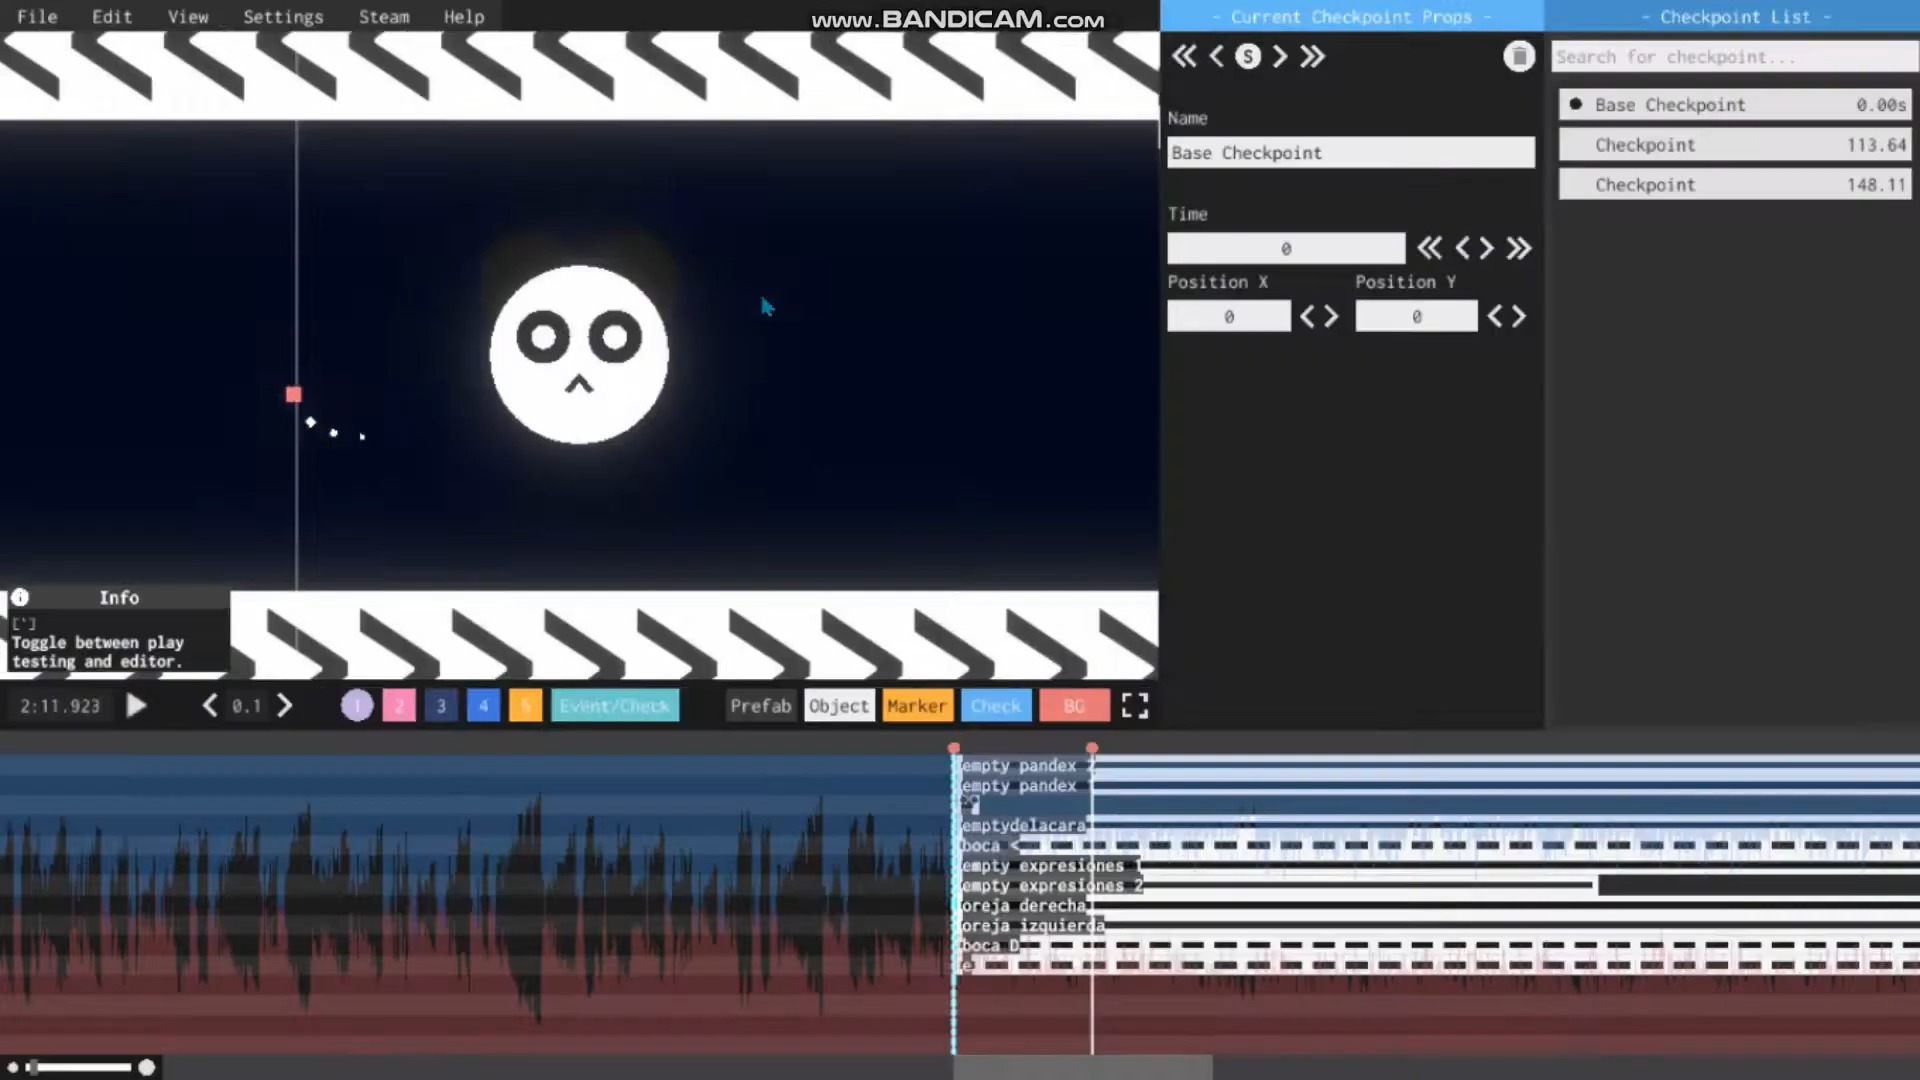 File Edit View Settings Steam Help
www.BANDICAM.com
- Current Checkpoint Props -
- Checkpoint List -
S
Search for checkpoint...
Base Checkpoint 0.00s
Checkpoint 113.64
Checkpoint 148.11
Name
Base Checkpoint
Time
0
Position X Position Y
0 0
Info
[`]
Toggle between play
testing and editor.
2:11.923 0.1 1 2 3 4 5 Event/Check Prefab Object Marker Check BG
empty pandex 2
empty pandex
emptydelacara
boca <
empty expresiones 1
empty expresiones 2
oreja derecha
oreja izquierda
boca D
e